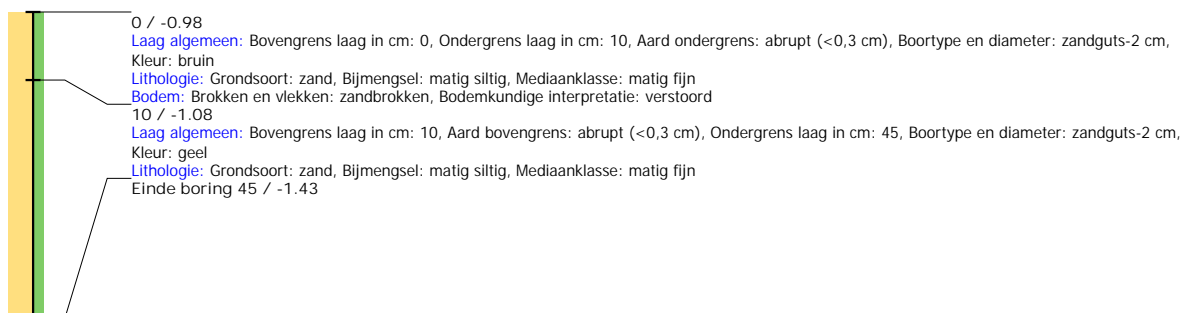 0 / -0.98
Laag algemeen: Bovengrens laag in cm: 0, Ondergrens laag in cm: 10, Aard ondergrens: abrupt (<0,3 cm), Boortype en diameter: zandguts-2 cm,
Kleur: bruin
Lithologie: Grondsoort: zand, Bijmengsel: matig siltig, Mediaanklasse: matig fijn
Bodem: Brokken en vlekken: zandbrokken, Bodemkundige interpretatie: verstoord
10 / -1.08
Laag algemeen: Bovengrens laag in cm: 10, Aard bovengrens: abrupt (<0,3 cm), Ondergrens laag in cm: 45, Boortype en diameter: zandguts-2 cm,
Kleur: geel
Lithologie: Grondsoort: zand, Bijmengsel: matig siltig, Mediaanklasse: matig fijn
Einde boring 45 / -1.43